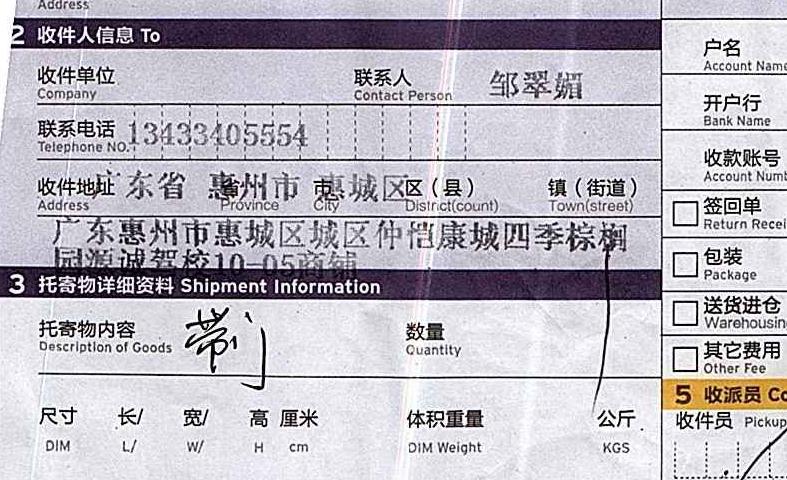 Address
2 收件人信息 To
收件单位 联系人 邹翠媚
Company Contact Person
户名
Account Name
联系电话 13433405554
Telephone NO.
开户行
Bank Name
收件地址 广东省 惠州市 惠城区 省 市 区（县） 镇（街道）
Address Province City District(count) Town(street)
收款账号
Account Numb
广东惠州市惠城区城区仲恺康城四季棕榈
园源诚驾校10-05商铺
签回单
Return Recei
包装
Package
3 托寄物详细资料 Shipment Information
托寄物内容 数量
Description of Goods Quantity
送货进仓
Warehousin
其它费用
Other Fee
5 收派员 Co
尺寸 长/ 宽/ 高 厘米 体积重量 公斤
DIM L/ W/ H cm DIM Weight KGS
收件员 Pickup